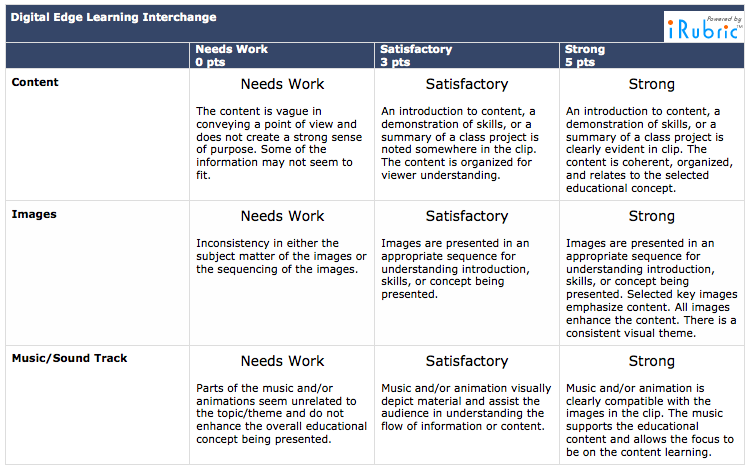 Digital Edge Learning Interchange
Powered by
iRubric™
Needs Work
0 pts
Satisfactory
3 pts
Strong
5 pts
Content
Needs Work
The content is vague in
conveying a point of view and
does not create a strong sense
of purpose. Some of the
information may not seem to
fit.
Satisfactory
An introduction to content, a
demonstration of skills, or a
summary of a class project is
noted somewhere in the clip.
The content is organized for
viewer understanding.
Strong
An introduction to content, a
demonstration of skills, or a
summary of a class project is
clearly evident in clip. The
content is coherent, organized,
and relates to the selected
educational concept.
Images
Needs Work
Inconsistency in either the
subject matter of the images or
the sequencing of the images.
Satisfactory
Images are presented in an
appropriate sequence for
understanding introduction,
skills, or concept being
presented.
Strong
Images are presented in an
appropriate sequence for
understanding introduction,
skills, or concept being
presented. Selected key images
emphasize content. All images
enhance the content. There is a
consistent visual theme.
Music/Sound Track
Needs Work
Parts of the music and/or
animations seem unrelated to
the topic/theme and do not
enhance the overall educational
concept being presented.
Satisfactory
Music and/or animation visually
depict material and assist the
audience in understanding the
flow of information or content.
Strong
Music and/or animation is
clearly compatible with the
images in the clip. The music
supports the educational
content and allows the focus to
be on the content learning.